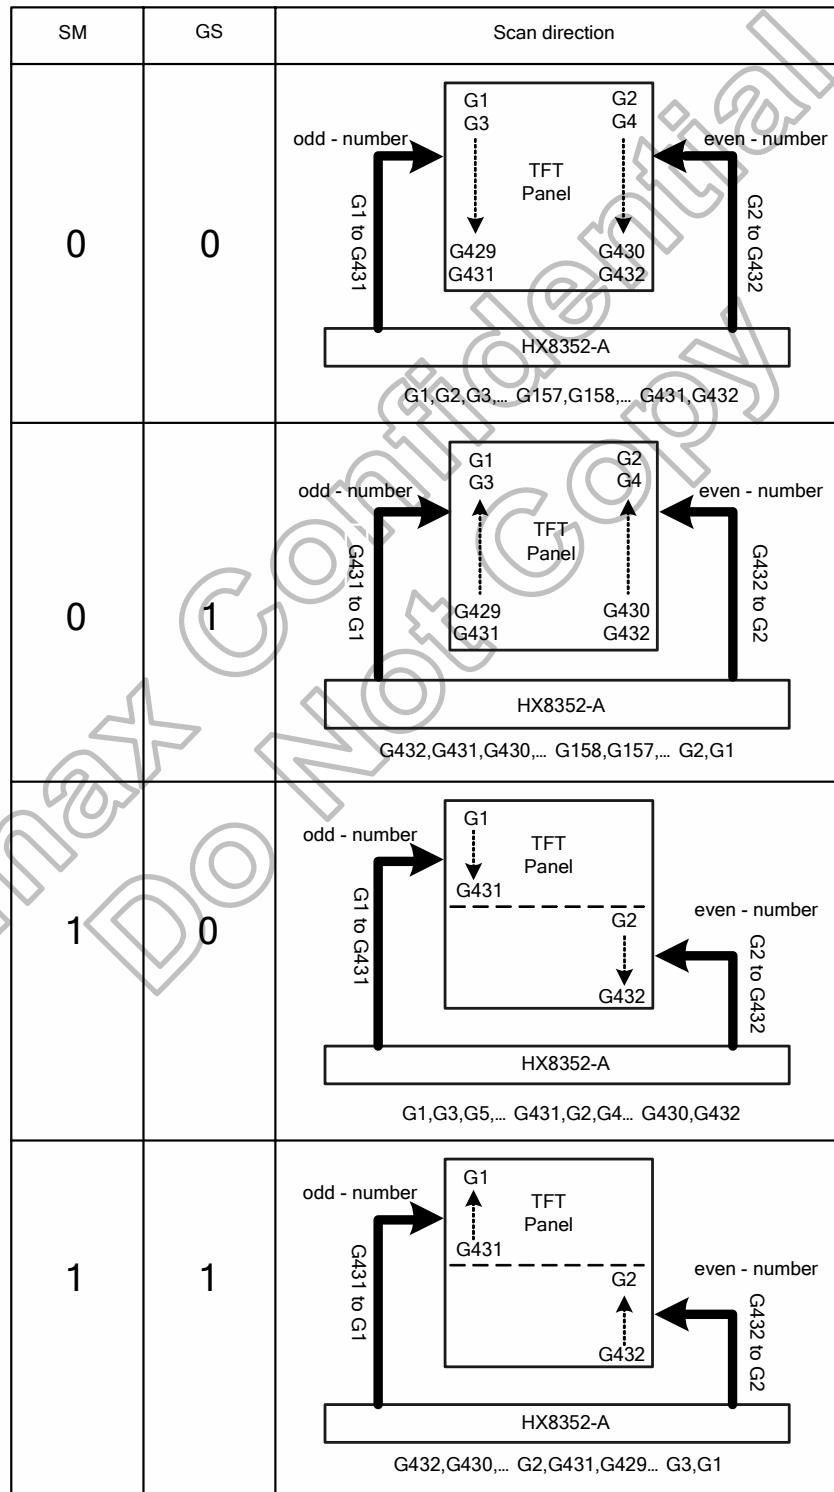 SM GS Scan direction
0 0
G1 G2
G3 G4
odd - number even - number
TFT
Panel
G1 to G431 G2 to G432
G429 G430
G431 G432
HX8352-A
G1,G2,G3,... G157,G158,... G431,G432
0 1
G1 G2
G3 G4
odd - number even - number
TFT
Panel
G431 to G1 G432 to G2
G429 G430
G431 G432
HX8352-A
G432,G431,G430,... G158,G157,... G2,G1
1 0
G1
odd - number
TFT
Panel
G431
G1 to G431
G2
even - number
G2 to G432
G432
HX8352-A
G1,G3,G5,... G431,G2,G4... G430,G432
1 1
G1
odd - number
TFT
Panel
G431
G431 to G1
G2
even - number
G432 to G2
G432
HX8352-A
G432,G430,... G2,G431,G429... G3,G1
max Confidential
Do Not Copy